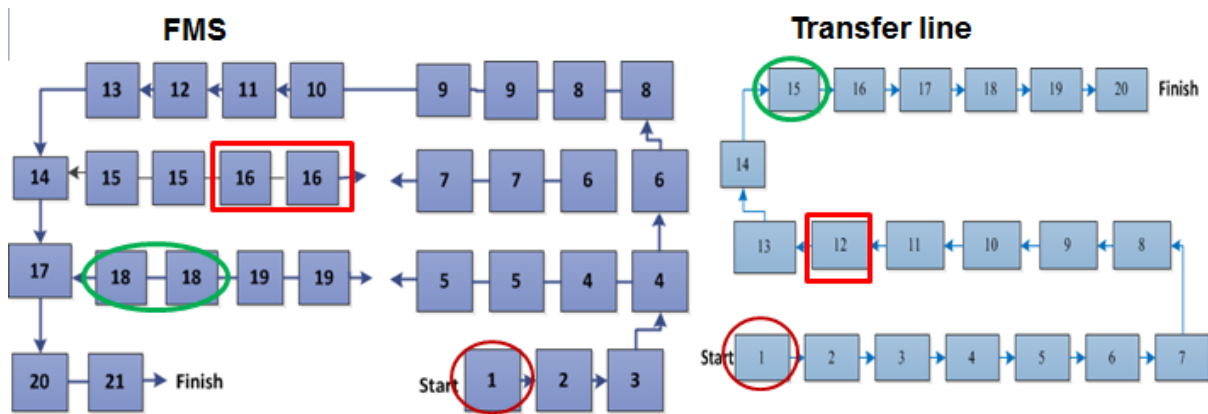 FMS
13 12 11 10 9 9 8 8
14 15 15 16 16 7 7 6 6
17 18 18 19 19 5 5 4 4
20 21 Finish Start 1 2 3
Transfer line
15 16 17 18 19 20 Finish
14
13 12 11 10 9 8
Start 1 2 3 4 5 6 7